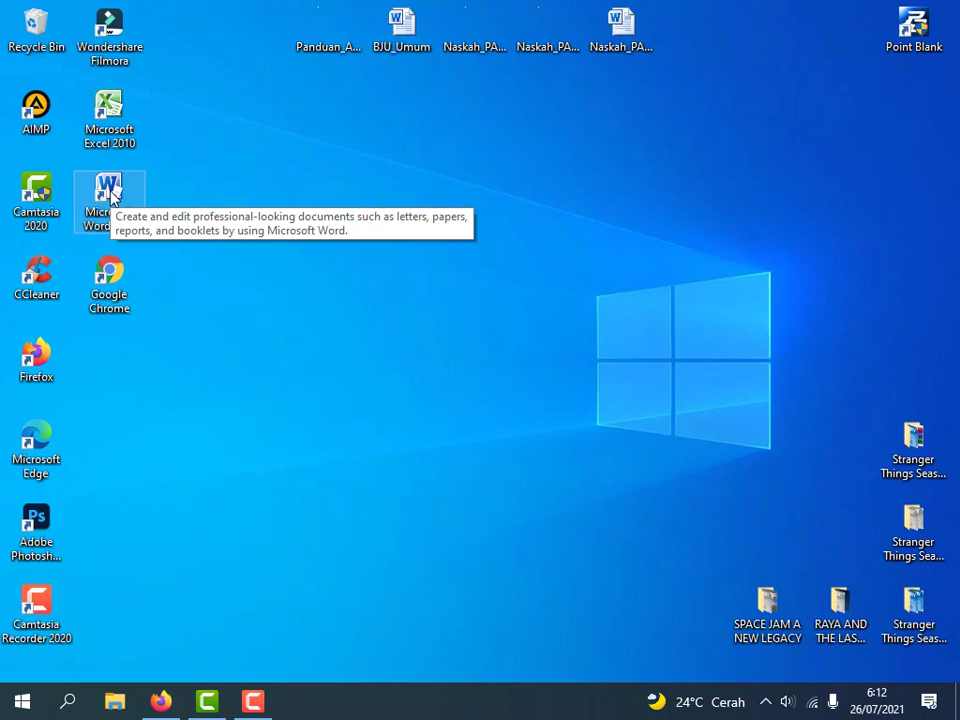 Recycle Bin
Wondershare
Filmora
Panduan_A...
BJU_Umum
Naskah_PA...
Naskah_PA...
Naskah_PA...
Point Blank
AIMP
Microsoft
Excel 2010
Camtasia
2020
Create and edit professional-looking documents such as letters, papers,
reports, and booklets by using Microsoft Word.
CCleaner
Google
Chrome
Firefox
Microsoft
Edge
Stranger
Things Seas...
Adobe
Photosh...
Stranger
Things Sea...
Camtasia
Recorder 2020
SPACE JAM A
NEW LEGACY
RAYA AND
THE LAS...
Stranger
Things Seas...
24°C Cerah
6:12
26/07/2021